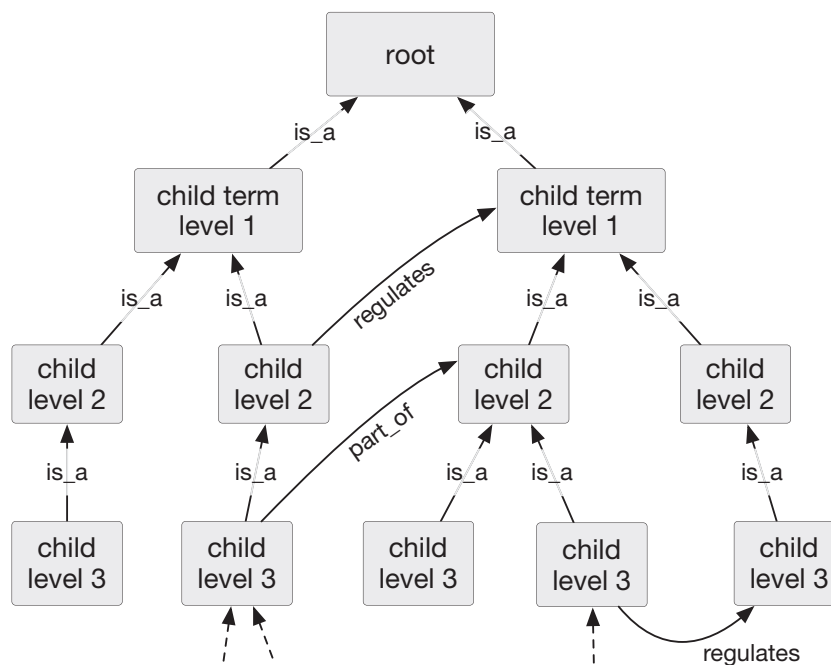 root
is_a
is_a
child term
level 1
child term
level 1
is_a
is_a
regulates
is_a
is_a
child
level 2
child
level 2
child
level 2
child
level 2
is_a
is_a
part_of
is_a
is_a
is_a
child
level 3
child
level 3
child
level 3
child
level 3
child
level 3
regulates